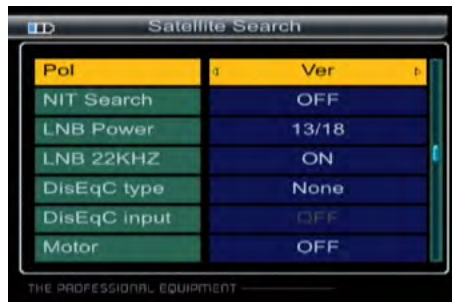 Satellite Search
Pol Ver
NIT Search OFF
LNB Power 13/18
LNB 22KHZ ON
DisEqC type None
DisEqC input OFF
Motor OFF
THE PROFESSIONAL EQUIPMENT